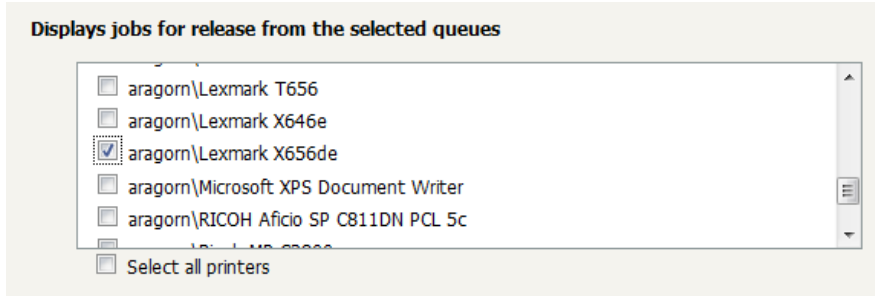 Displays jobs for release from the selected queues
aragorn\Lexmark T656
aragorn\Lexmark X646e
aragorn\Lexmark X656de
aragorn\Microsoft XPS Document Writer
aragorn\RICOH Aficio SP C811DN PCL 5c
Select all printers